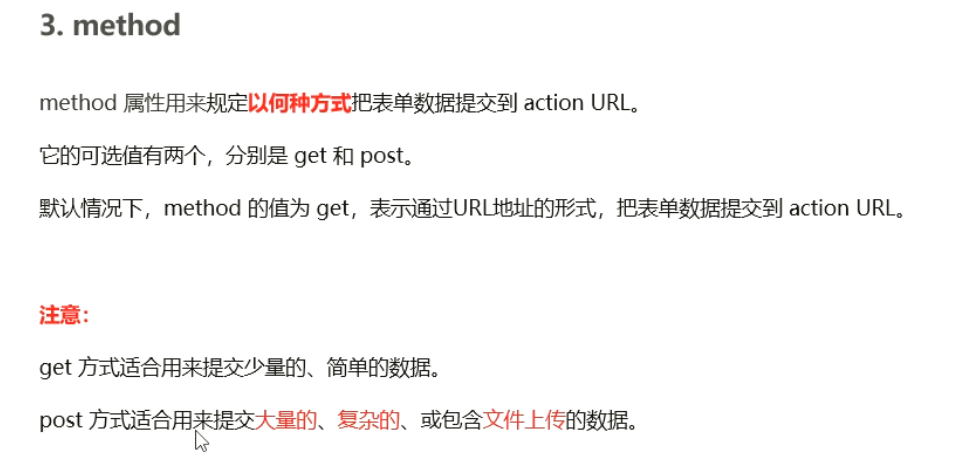 3. method
method 属性用来规定以何种方式把表单数据提交到 action URL。
它的可选值有两个，分别是 get 和 post。
默认情况下，method 的值为 get，表示通过URL地址的形式，把表单数据提交到 action URL。
注意：
get 方式适合用来提交少量的、简单的数据。
post 方式适合用来提交大量的、复杂的、或包含文件上传的数据。